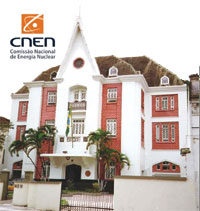 CNEN
Comissão Nacional
de Energia Nuclear